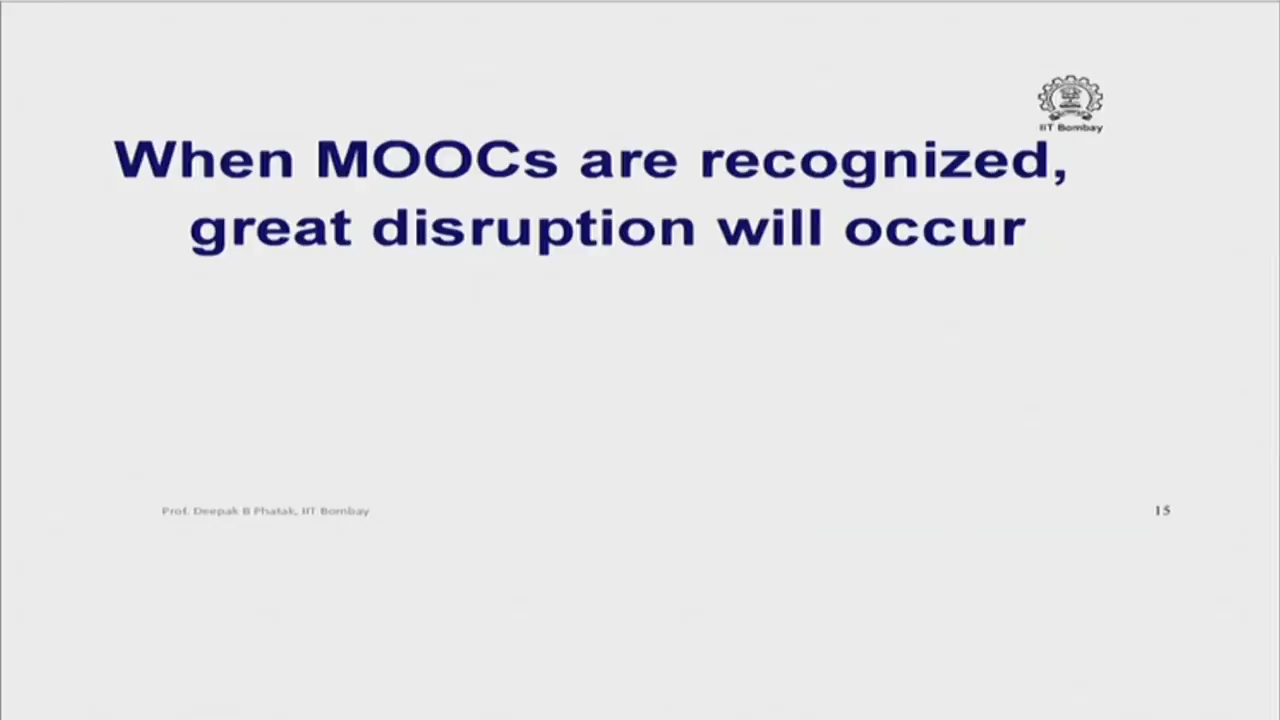 IIT Bombay
When MOOCs are recognized,
great disruption will occur
Prof. Deepak B Phatak, IIT Bombay
15